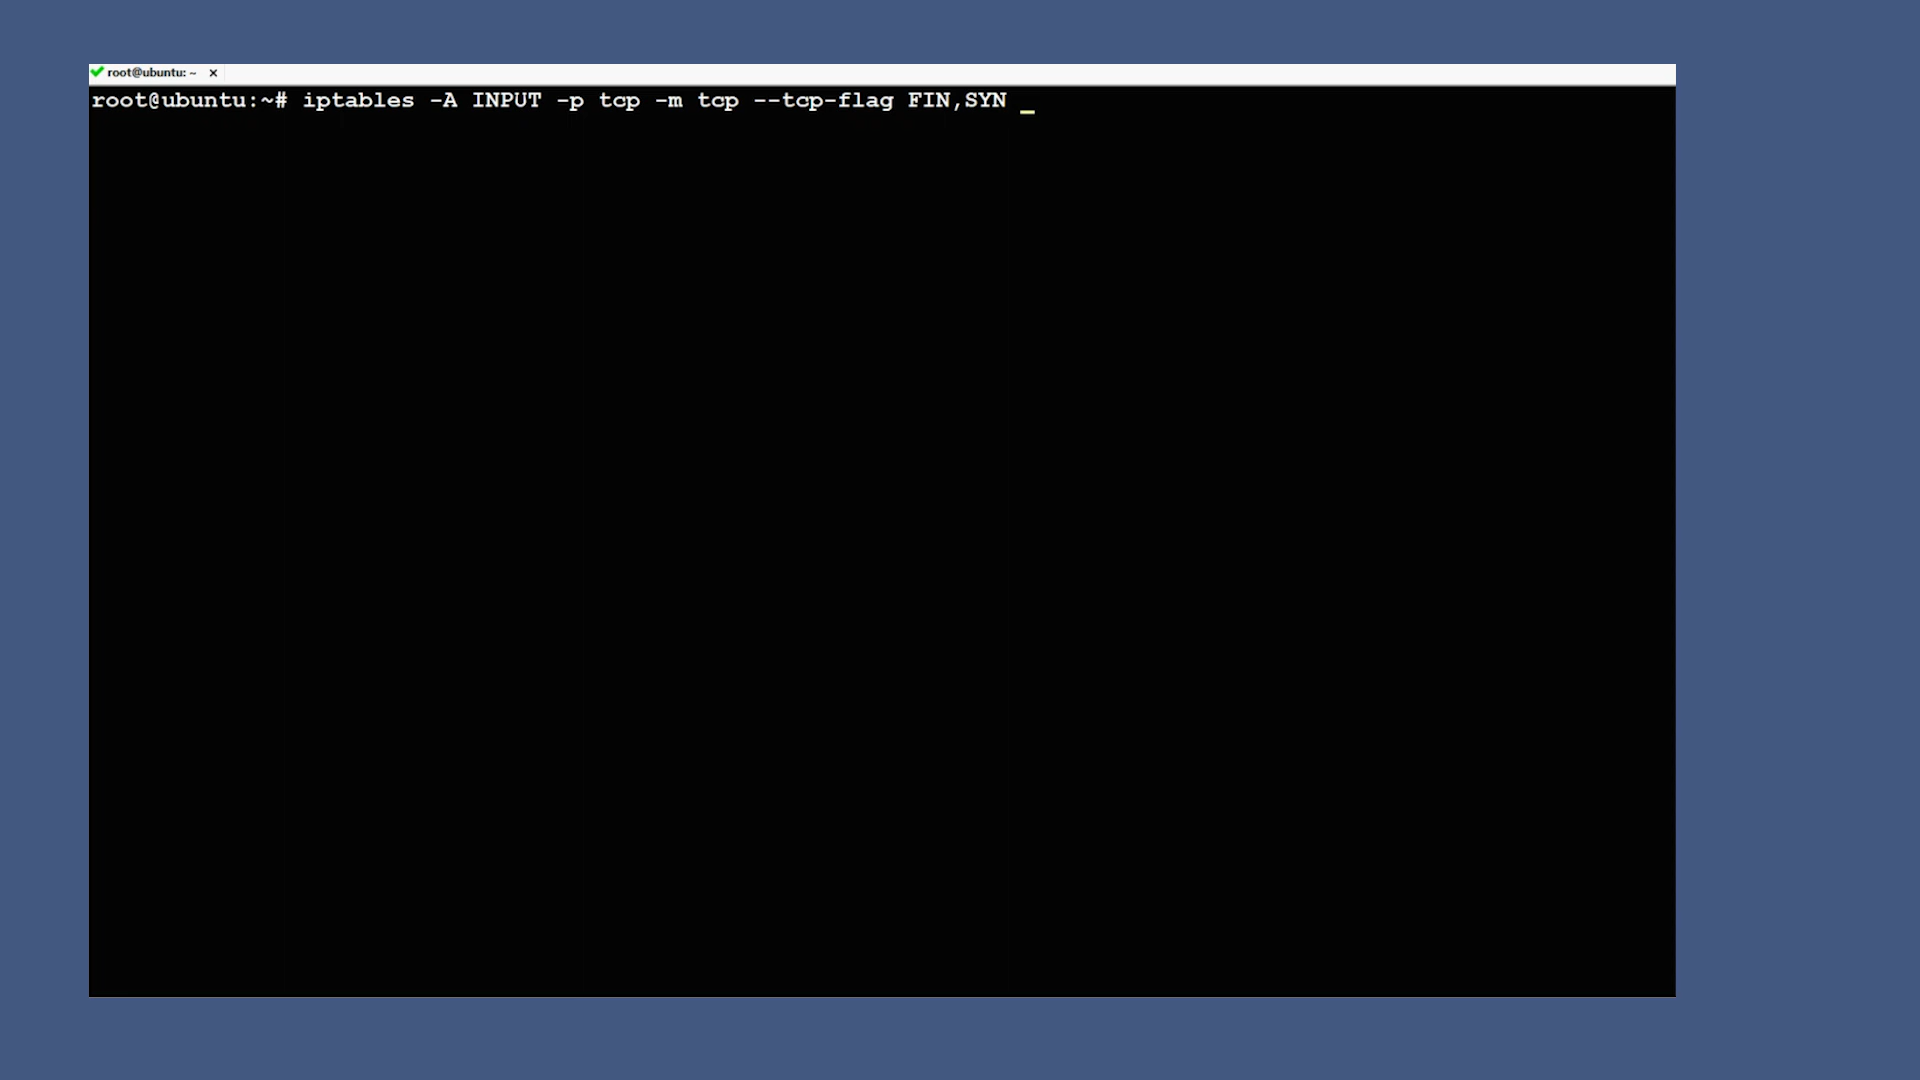 root@ubuntu: ~ ×
root@ubuntu:~# iptables -A INPUT -p tcp -m tcp --tcp-flag FIN,SYN _